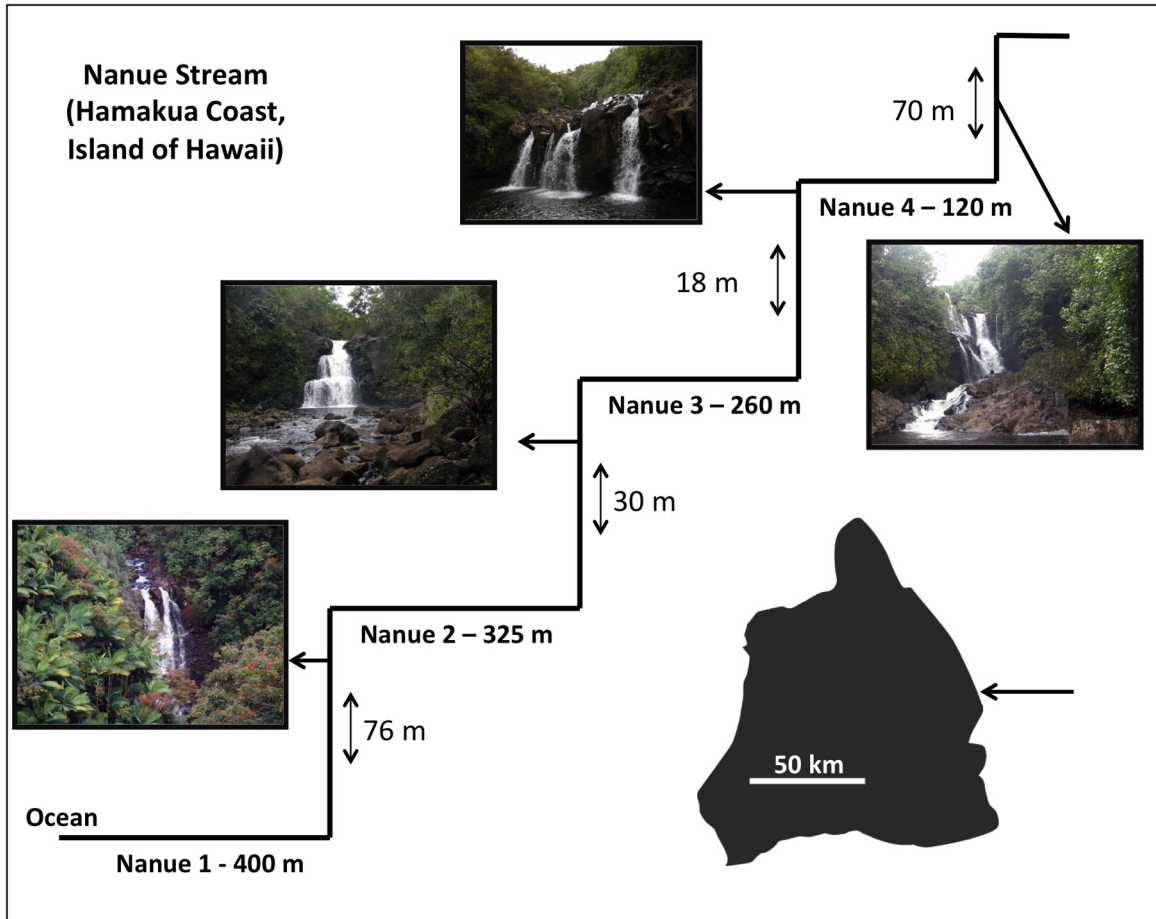 Nanue Stream
(Hamakua Coast,
Island of Hawaii)
70 m
Nanue 4 – 120 m
18 m
Nanue 3 – 260 m
30 m
Nanue 2 – 325 m
76 m
50 km
Ocean
Nanue 1 - 400 m